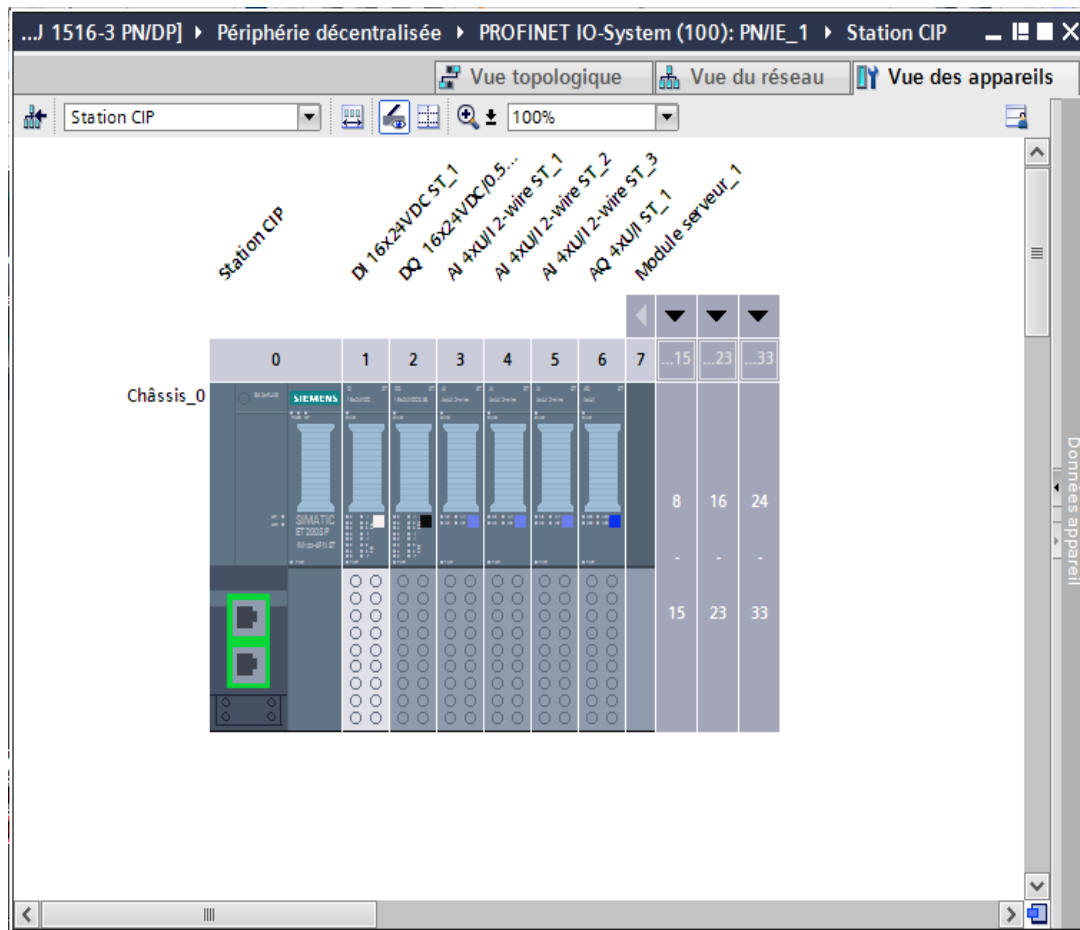 ...J 1516-3 PN/DP] Périphérie décentralisée PROFINET IO-System (100): PN/IE_1 Station CIP
Vue topologique Vue du réseau Vue des appareils
Station CIP 100%
Station CIP
DI 16x24VDC ST_1
DQ 16x24VDC/0.5...
AI 4xU/I 2-wire ST_1
AI 4xU/I 2-wire ST_2
AI 4xU/I 2-wire ST_3
AQ 4xU/I ST_1
Module serveur_1
0 1 2 3 4 5 6 7 ...15 ...23 ...33
Châssis_0
SIEMENS
8 16 24
SIMATIC
ET 200SP
- - -
15 23 33
Données appareil